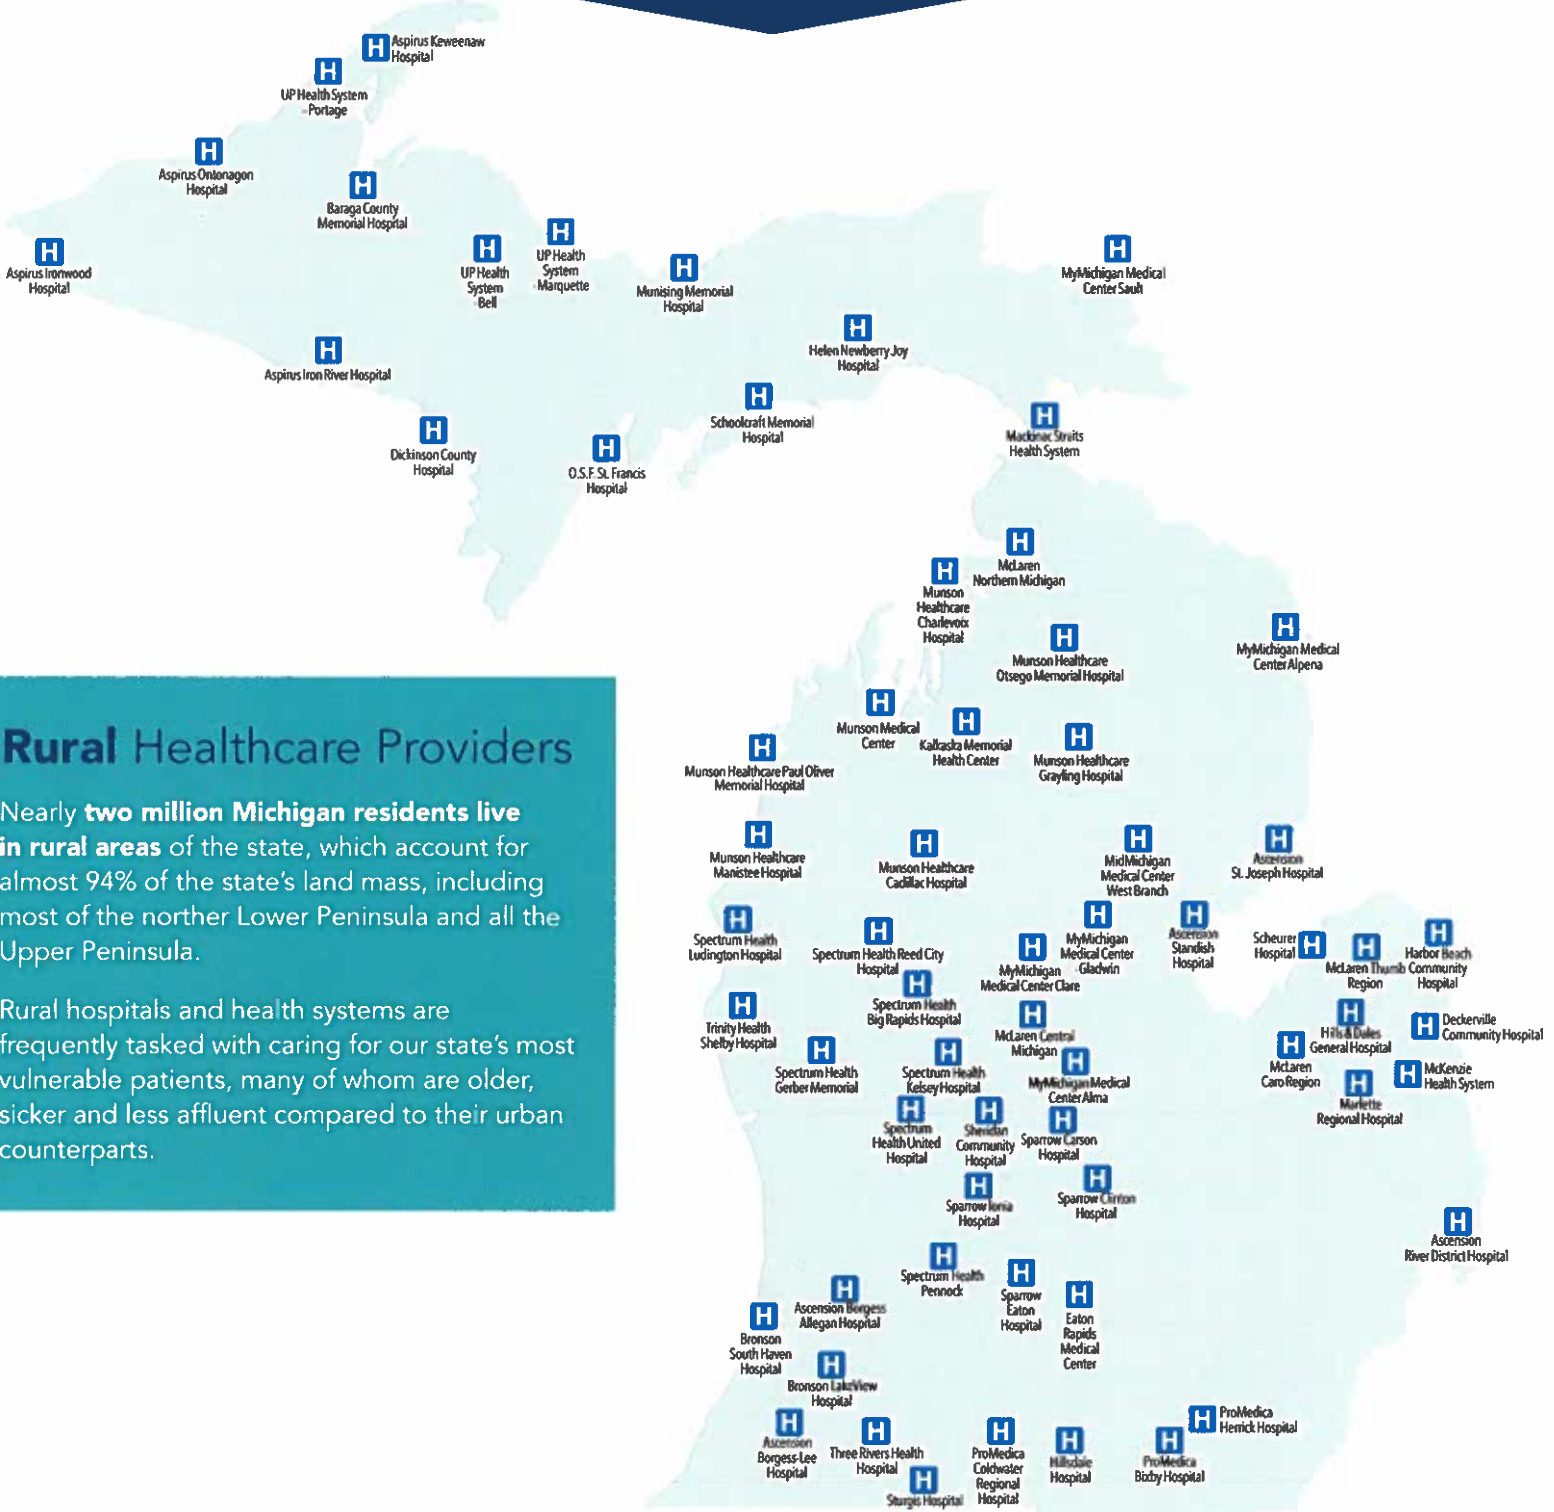 H Aspirus Keweenaw
Hospital
H
UP Health System
- Portage
H
Aspirus Ontonagon
Hospital
H
Baraga County
Memorial Hospital
H
Aspirus Ironwood
Hospital
H
UP Health
System
- Bell
H
UP Health
System
- Marquette
H
Munising Memorial
Hospital
H
MyMichigan Medical
Center Sault
H
Helen Newberry Joy
Hospital
H
Aspirus Iron River Hospital
H
Schoolcraft Memorial
Hospital
H
Mackinac Straits
Health System
H
Dickinson County
Hospital
H
O.S.F. St. Francis
Hospital
H
McLaren
Northern Michigan
H
Munson
Healthcare
Charlevoix
Hospital
H
MyMichigan Medical
Center Alpena
H
Munson Healthcare
Otsego Memorial Hospital
H
Munson Medical
Center
H
Kalkaska Memorial
Health Center
H
Munson Healthcare
Grayling Hospital
H
Munson Healthcare Paul Oliver
Memorial Hospital
Rural Healthcare Providers
Nearly two million Michigan residents live
in rural areas of the state, which account for
almost 94% of the state's land mass, including
most of the norther Lower Peninsula and all the
Upper Peninsula.
Rural hospitals and health systems are
frequently tasked with caring for our state's most
vulnerable patients, many of whom are older,
sicker and less affluent compared to their urban
counterparts.
H
Munson Healthcare
Manistee Hospital
H
Munson Healthcare
Cadillac Hospital
H
MidMichigan
Medical Center
West Branch
H
Ascension
St. Joseph Hospital
H
Spectrum Health
Ludington Hospital
H
Spectrum Health Reed City
Hospital
H
MyMichigan
Medical Center Clare
H
MyMichigan
Medical Center
Gladwin
H
Ascension
Standish
Hospital
Scheurer H
Hospital
H
McLaren Thumb
Region
H
Harbor Beach
Community
Hospital
H
Spectrum Health
Big Rapids Hospital
H
Trinity Health
Shelby Hospital
H
McLaren Central
Michigan
H
Hills & Dales
General Hospital
H Deckerville
Community Hospital
H
Spectrum Health
Gerber Memorial
H
Spectrum Health
Kelsey Hospital
H
MyMichigan Medical
Center Alma
H
McLaren
Caro Region
H
Marlette
Regional Hospital
H McKenzie
Health System
H
Spectrum
Health United
Hospital
H
Sheridan
Community
Hospital
H
Sparrow Carson
Hospital
H
Sparrow Ionia
Hospital
H
Sparrow Clinton
Hospital
H
Ascension
River District Hospital
H
Spectrum Health
Pennock
H
Sparrow
Eaton
Hospital
H
Eaton
Rapids
Medical
Center
H
Ascension Borgess
Allegan Hospital
H
Bronson
South Haven
Hospital
H
Bronson LakeView
Hospital
H
Ascension
Borgess-Lee
Hospital
H
Three Rivers Health
Hospital
H
Sturgis Hospital
H
ProMedica
Coldwater
Regional
Hospital
H
Hillsdale
Hospital
H
ProMedica
Bixby Hospital
H ProMedica
Herrick Hospital